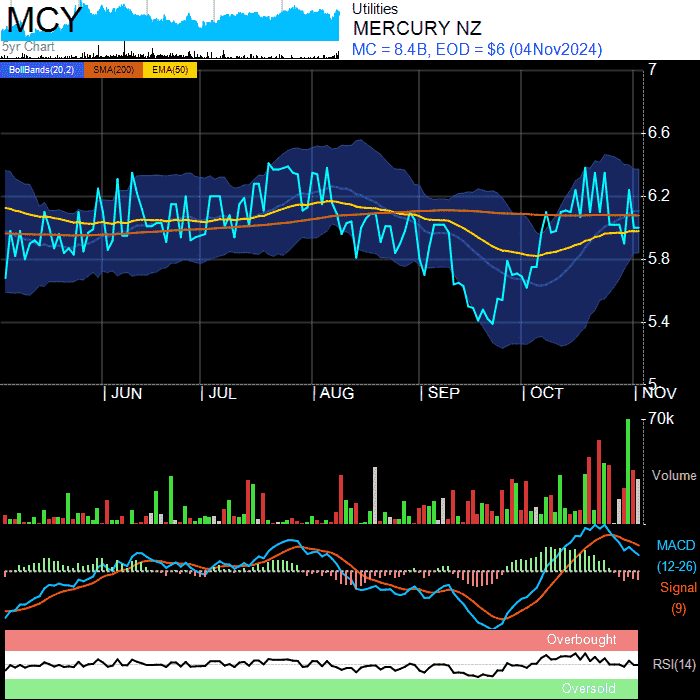 MCY
5yr Chart
Utilities
MERCURY NZ
MC = 8.4B, EOD = $6 (04Nov2024)
BollBands(20,2) SMA(200) EMA(50)
7
6.6
6.2
5.8
5.4
5
JUN JUL AUG SEP OCT NOV
70k
Volume
MACD
(12-26)
Signal
(9)
Overbought
RSI(14)
Oversold